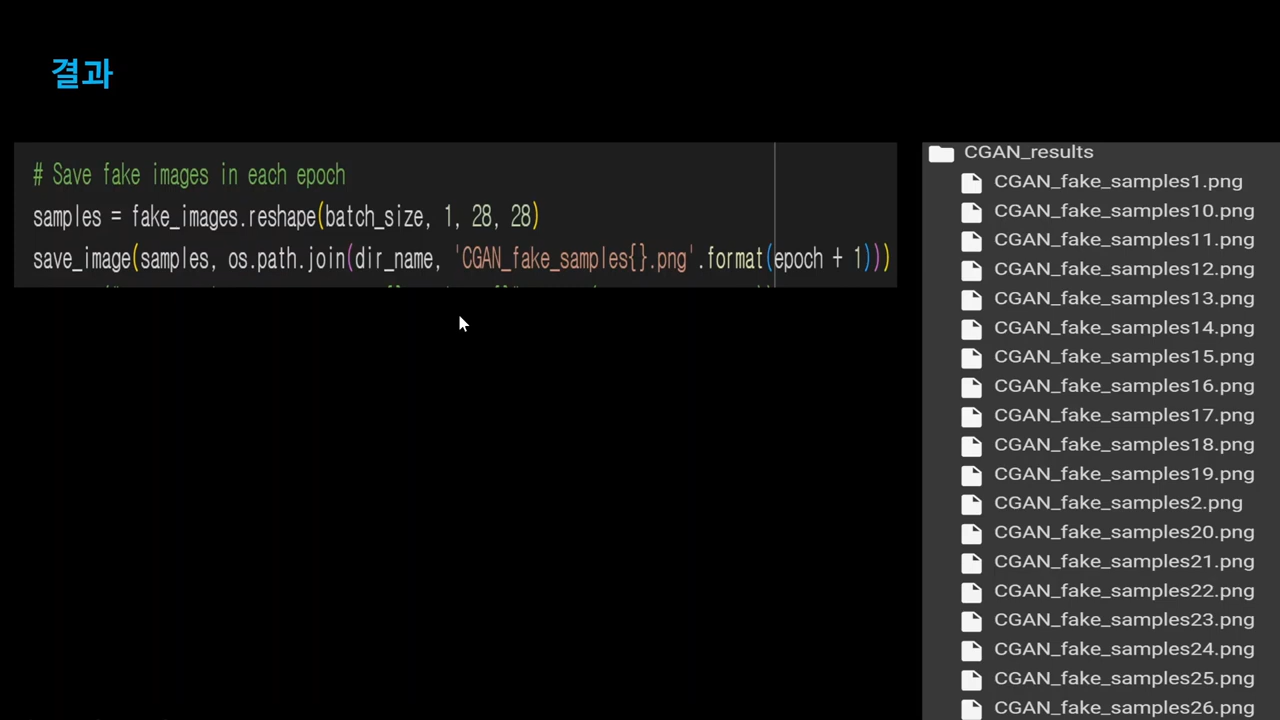 결과
# Save fake images in each epoch
samples = fake_images.reshape(batch_size, 1, 28, 28)
save_image(samples, os.path.join(dir_name, 'CGAN_fake_samples{}.png'.format(epoch + 1)))
CGAN_results
CGAN_fake_samples1.png
CGAN_fake_samples10.png
CGAN_fake_samples11.png
CGAN_fake_samples12.png
CGAN_fake_samples13.png
CGAN_fake_samples14.png
CGAN_fake_samples15.png
CGAN_fake_samples16.png
CGAN_fake_samples17.png
CGAN_fake_samples18.png
CGAN_fake_samples19.png
CGAN_fake_samples2.png
CGAN_fake_samples20.png
CGAN_fake_samples21.png
CGAN_fake_samples22.png
CGAN_fake_samples23.png
CGAN_fake_samples24.png
CGAN_fake_samples25.png
CGAN_fake_samples26.png